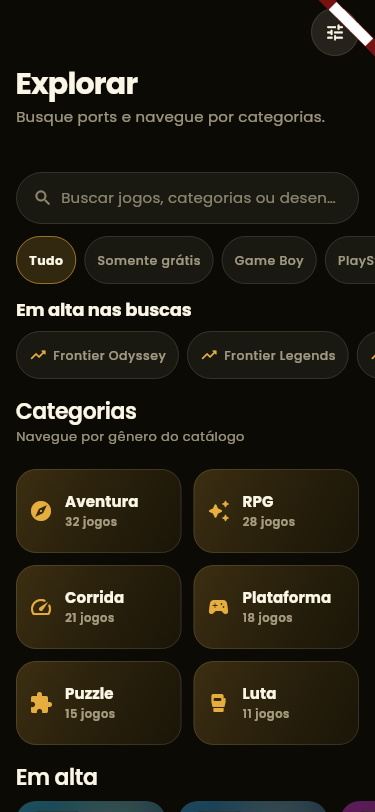 Explorar
Busque ports e navegue por categorias.
Buscar jogos, categorias ou desen...
Tudo
Somente grátis
Game Boy
PlayS
Em alta nas buscas
Frontier Odyssey
Frontier Legends
Categorias
Navegue por gênero do catálogo
Aventura
32 jogos
RPG
28 jogos
Corrida
21 jogos
Plataforma
18 jogos
Puzzle
15 jogos
Luta
11 jogos
Em alta